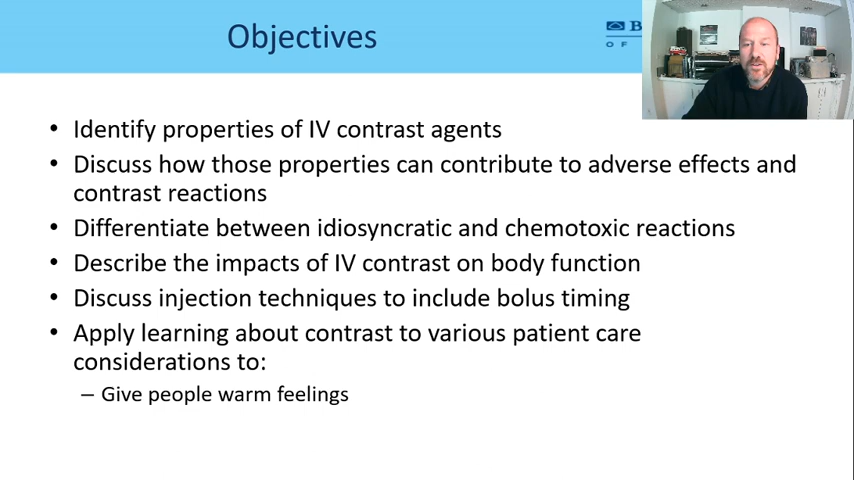 Objectives
B
OF
• Identify properties of IV contrast agents
• Discuss how those properties can contribute to adverse effects and
contrast reactions
• Differentiate between idiosyncratic and chemotoxic reactions
• Describe the impacts of IV contrast on body function
• Discuss injection techniques to include bolus timing
• Apply learning about contrast to various patient care
considerations to:
– Give people warm feelings